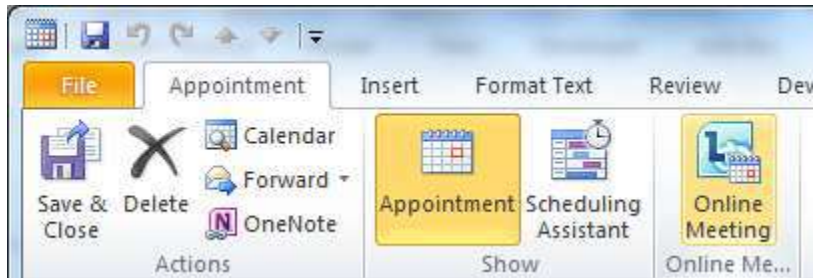 File Appointment Insert Format Text Review Dev
Calendar
Forward
OneNote
Save &
Close
Delete
Appointment
Scheduling
Assistant
Online
Meeting
Actions
Show
Online Me...